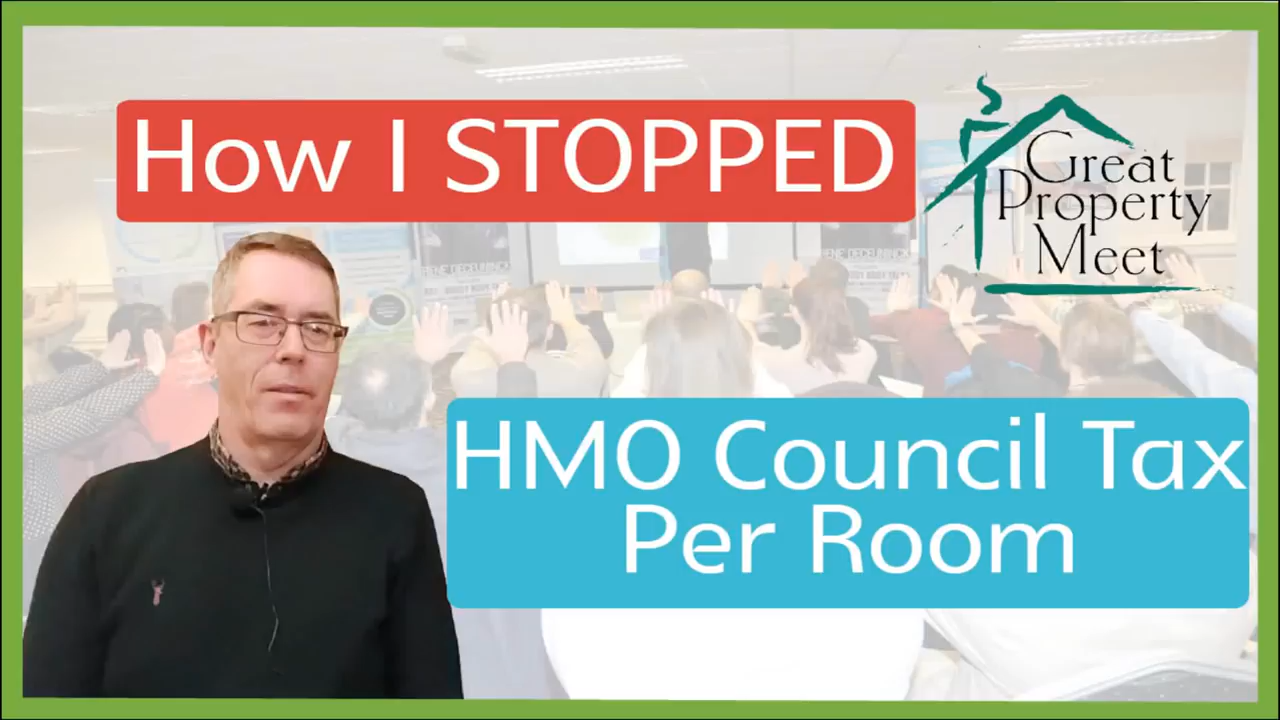 How I STOPPED
Great
Property
Meet
HMO Council Tax
Per Room